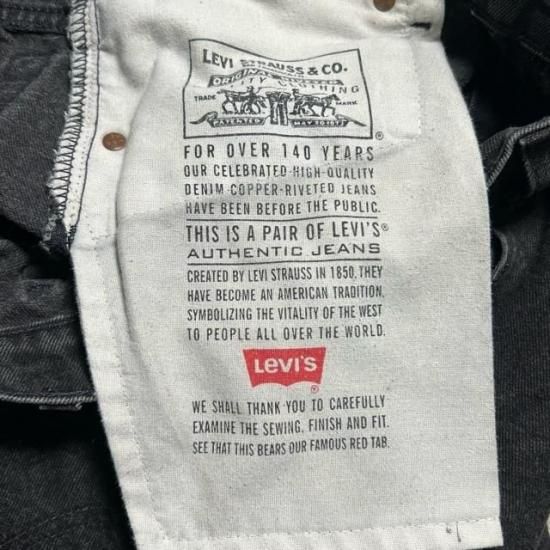 LEVI STRAUSS & CO.
ORIGINAL RIVETED
QUALITY CLOTHING
TRADE MARK
PATENTED MAY 20 1873
®
FOR OVER 140 YEARS
OUR CELEBRATED HIGH-QUALITY
DENIM COPPER-RIVETED JEANS
HAVE BEEN BEFORE THE PUBLIC.
THIS IS A PAIR OF LEVI'S®
AUTHENTIC JEANS
CREATED BY LEVI STRAUSS IN 1850, THEY
HAVE BECOME AN AMERICAN TRADITION,
SYMBOLIZING THE VITALITY OF THE WEST
TO PEOPLE ALL OVER THE WORLD.
LEVI'S
®
WE SHALL THANK YOU TO CAREFULLY
EXAMINE THE SEWING, FINISH AND FIT.
SEE THAT THIS BEARS OUR FAMOUS RED TAB.